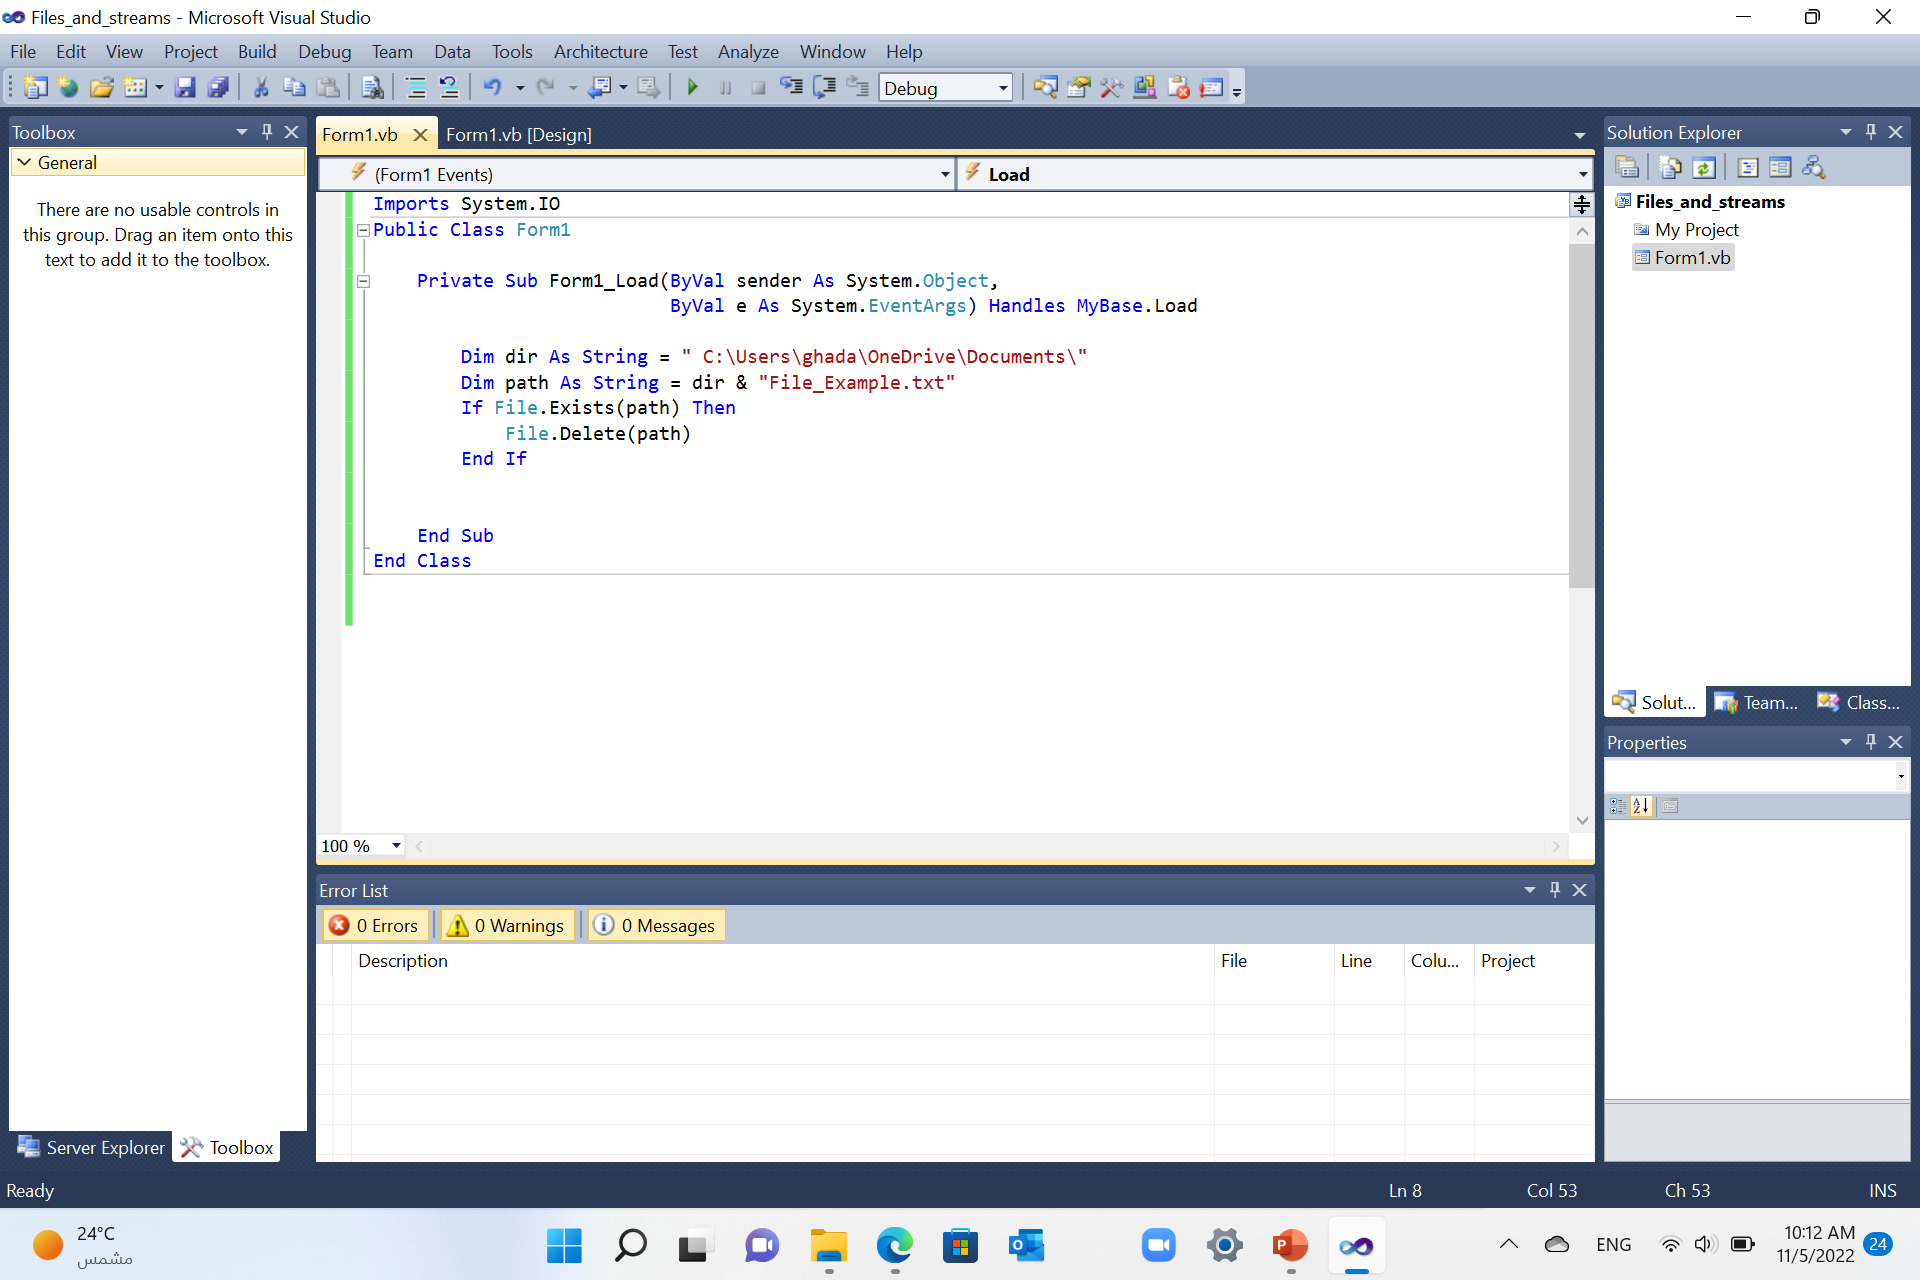 Files_and_streams - Microsoft Visual Studio
File Edit View Project Build Debug Team Data Tools Architecture Test Analyze Window Help
Debug
Toolbox
General
There are no usable controls in
this group. Drag an item onto this
text to add it to the toolbox.
Server Explorer Toolbox
Form1.vb Form1.vb [Design]
(Form1 Events) Load
Imports System.IO
Public Class Form1
Private Sub Form1_Load(ByVal sender As System.Object,
ByVal e As System.EventArgs) Handles MyBase.Load
Dim dir As String = " C:\Users\ghada\OneDrive\Documents\"
Dim path As String = dir & "File_Example.txt"
If File.Exists(path) Then
File.Delete(path)
End If
End Sub
End Class
100 %
Error List
0 Errors 0 Warnings 0 Messages
Description File Line Colu... Project
Solution Explorer
Files_and_streams
My Project
Form1.vb
Solut... Team... Class...
Properties
Ready Ln 8 Col 53 Ch 53 INS
24°C
مشمس
ENG
10:12 AM
11/5/2022
24